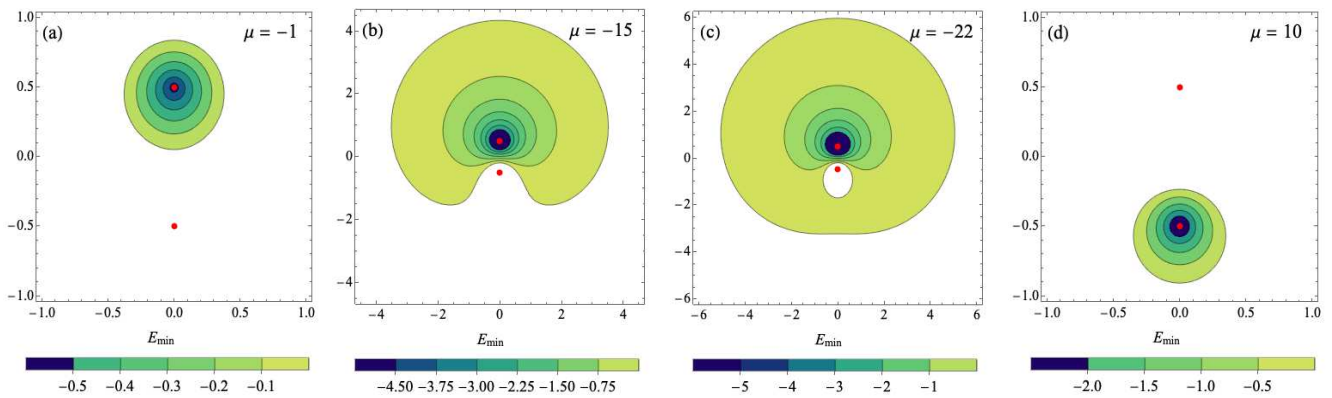 (a) μ = −1
1.0
0.5
0.0
−0.5
−1.0
−1.0 −0.5 0.0 0.5 1.0
E_min
−0.5 −0.4 −0.3 −0.2 −0.1
(b) μ = −15
4
2
0
−2
−4
−4 −2 0 2 4
E_min
−4.50 −3.75 −3.00 −2.25 −1.50 −0.75
(c) μ = −22
6
4
2
0
−2
−4
−6
−6 −4 −2 0 2 4 6
E_min
−5 −4 −3 −2 −1
(d) μ = 10
1.0
0.5
0.0
−0.5
−1.0
−1.0 −0.5 0.0 0.5 1.0
E_min
−2.0 −1.5 −1.0 −0.5